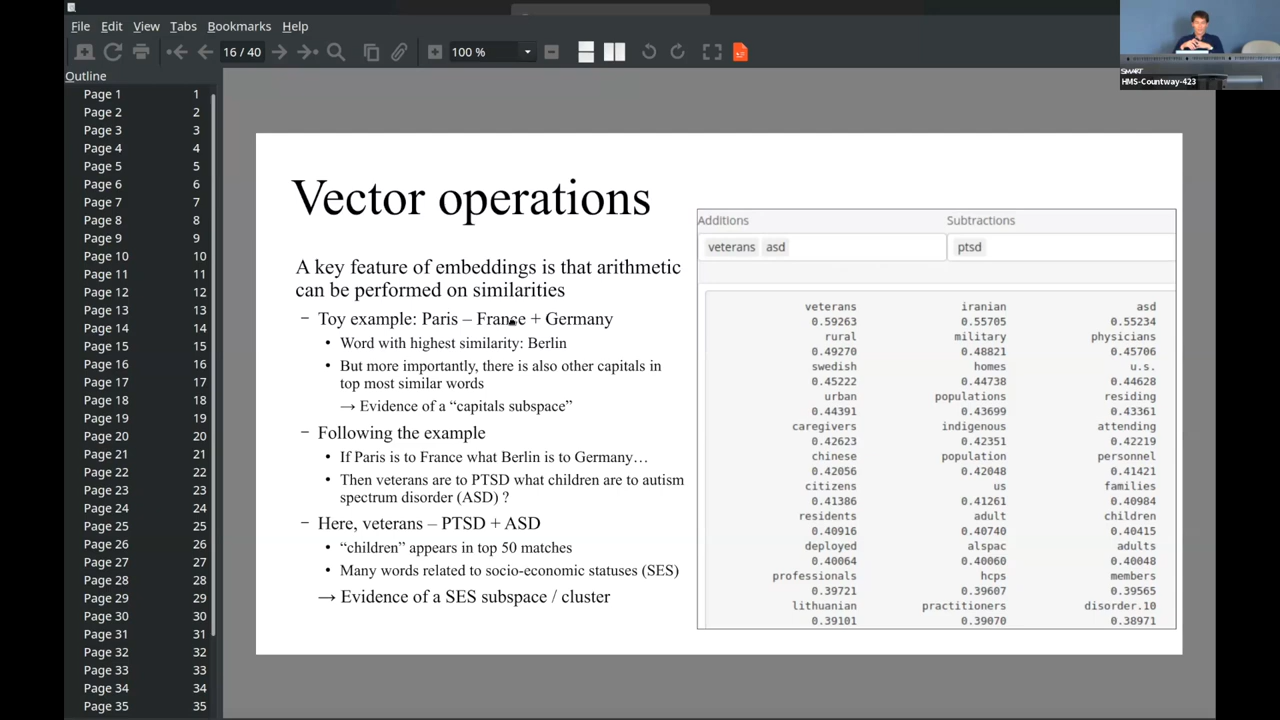 File Edit View Tabs Bookmarks Help
16 / 40
100 %
SMART
HMS-Countway-423
Outline
Page 1 1
Page 2 2
Page 3 3
Page 4 4
Page 5 5
Page 6 6
Page 7 7
Page 8 8
Page 9 9
Page 10 10
Page 11 11
Page 12 12
Page 13 13
Page 14 14
Page 15 15
Page 16 16
Page 17 17
Page 18 18
Page 19 19
Page 20 20
Page 21 21
Page 22 22
Page 23 23
Page 24 24
Page 25 25
Page 26 26
Page 27 27
Page 28 28
Page 29 29
Page 30 30
Page 31 31
Page 32 32
Page 33 33
Page 34 34
Page 35 35
Vector operations
A key feature of embeddings is that arithmetic
can be performed on similarities
– Toy example: Paris – France + Germany
• Word with highest similarity: Berlin
• But more importantly, there is also other capitals in
top most similar words
→ Evidence of a “capitals subspace”
– Following the example
• If Paris is to France what Berlin is to Germany…
• Then veterans are to PTSD what children are to autism
spectrum disorder (ASD) ?
– Here, veterans – PTSD + ASD
• “children” appears in top 50 matches
• Many words related to socio-economic statuses (SES)
→ Evidence of a SES subspace / cluster
Additions Subtractions
veterans asd ptsd
veterans iranian asd
0.59263 0.55705 0.55234
rural military physicians
0.49270 0.48821 0.45706
swedish homes u.s.
0.45222 0.44738 0.44628
urban populations residing
0.44391 0.43699 0.43361
caregivers indigenous attending
0.42623 0.42351 0.42219
chinese population personnel
0.42056 0.42048 0.41421
citizens us families
0.41386 0.41261 0.40984
residents adult children
0.40916 0.40740 0.40415
deployed alspac adults
0.40064 0.40060 0.40048
professionals hcps members
0.39721 0.39607 0.39565
lithuanian practitioners disorder.10
0.39101 0.39070 0.38971